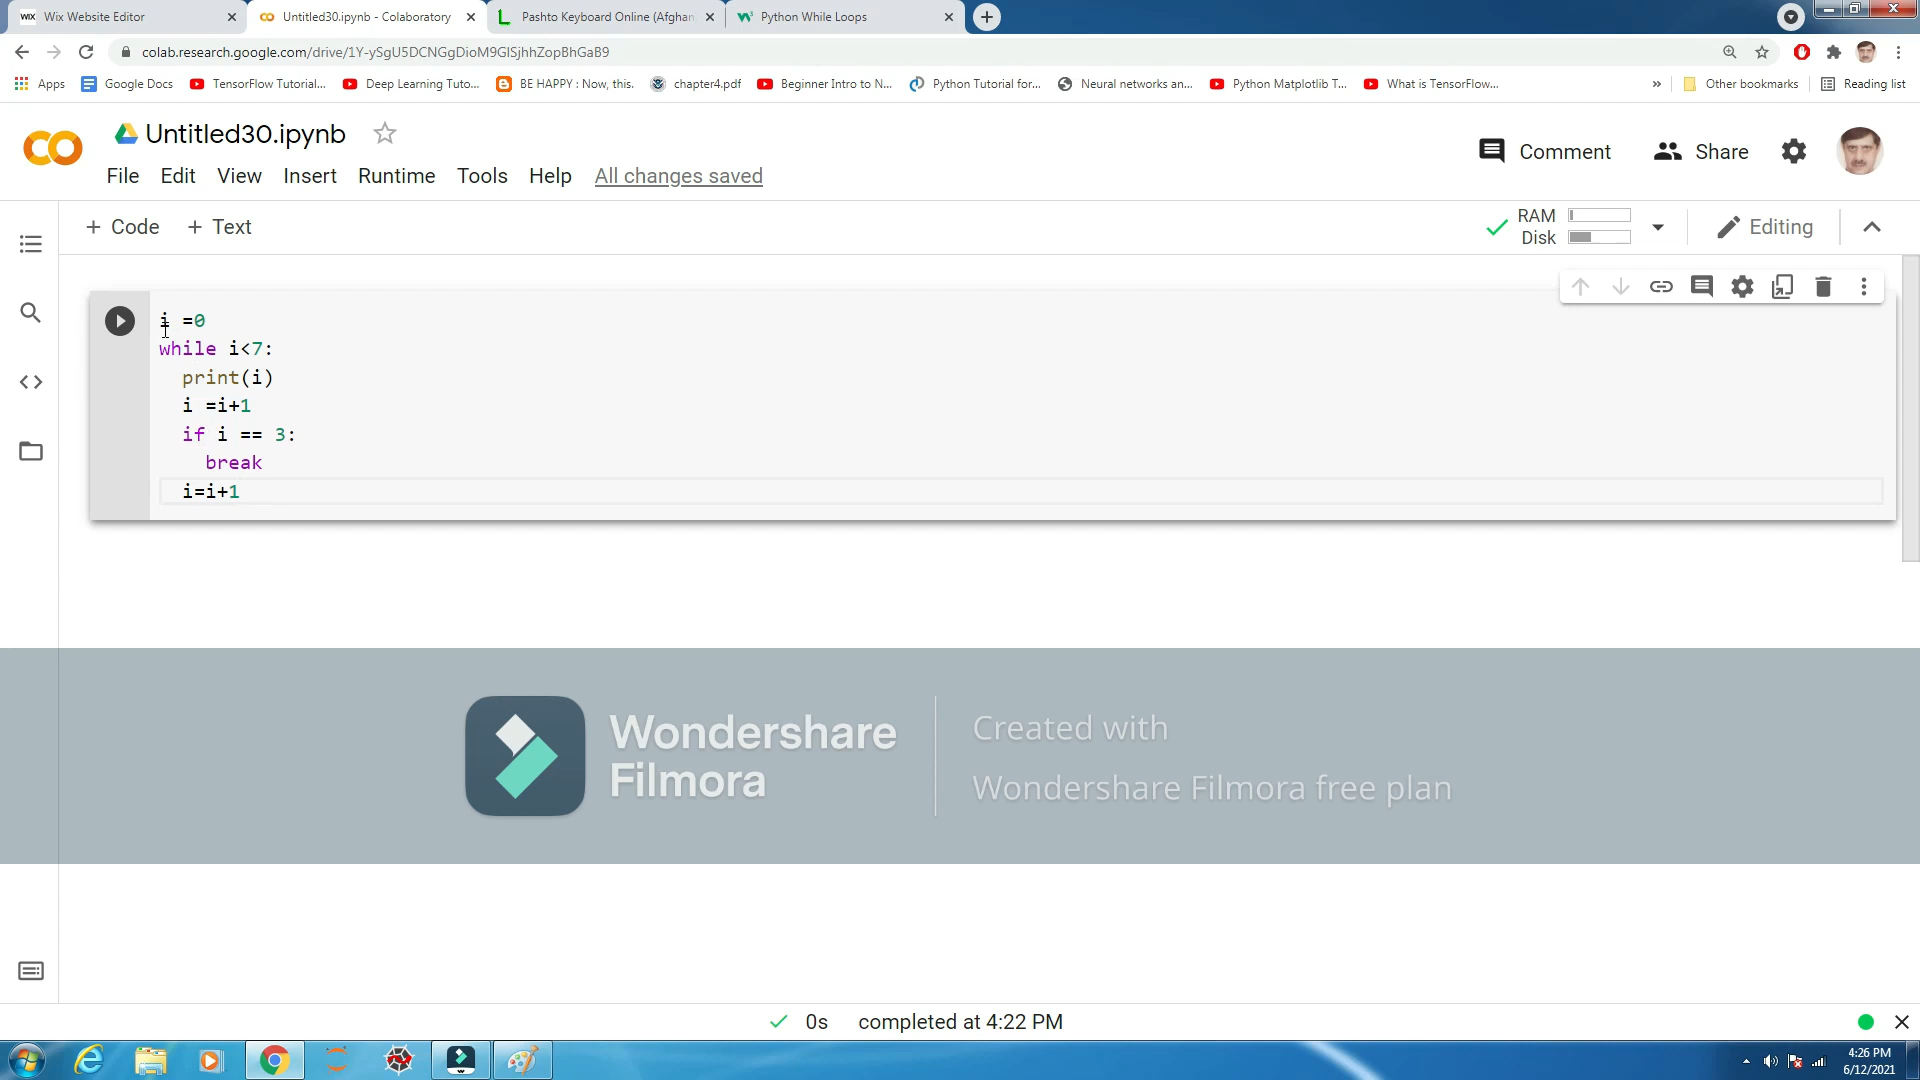 Wix Website Editor
Untitled30.ipynb - Colaboratory
Pashto Keyboard Online (Afghan
Python While Loops
colab.research.google.com/drive/1Y-ySgU5DCNGgDioM9GlSjhhZopBhGaB9
Apps
Google Docs
TensorFlow Tutorial...
Deep Learning Tuto...
BE HAPPY : Now, this.
chapter4.pdf
Beginner Intro to N...
Python Tutorial for...
Neural networks an...
Python Matplotlib T...
What is TensorFlow...
»
Other bookmarks
Reading list
Untitled30.ipynb
Comment
Share
File Edit View Insert Runtime Tools Help All changes saved
+ Code + Text
RAM
Disk
Editing
i =0
while i<7:
  print(i)
  i =i+1
  if i == 3:
    break
  i=i+1
Wondershare
Filmora
Created with
Wondershare Filmora free plan
0s completed at 4:22 PM
4:26 PM
6/12/2021